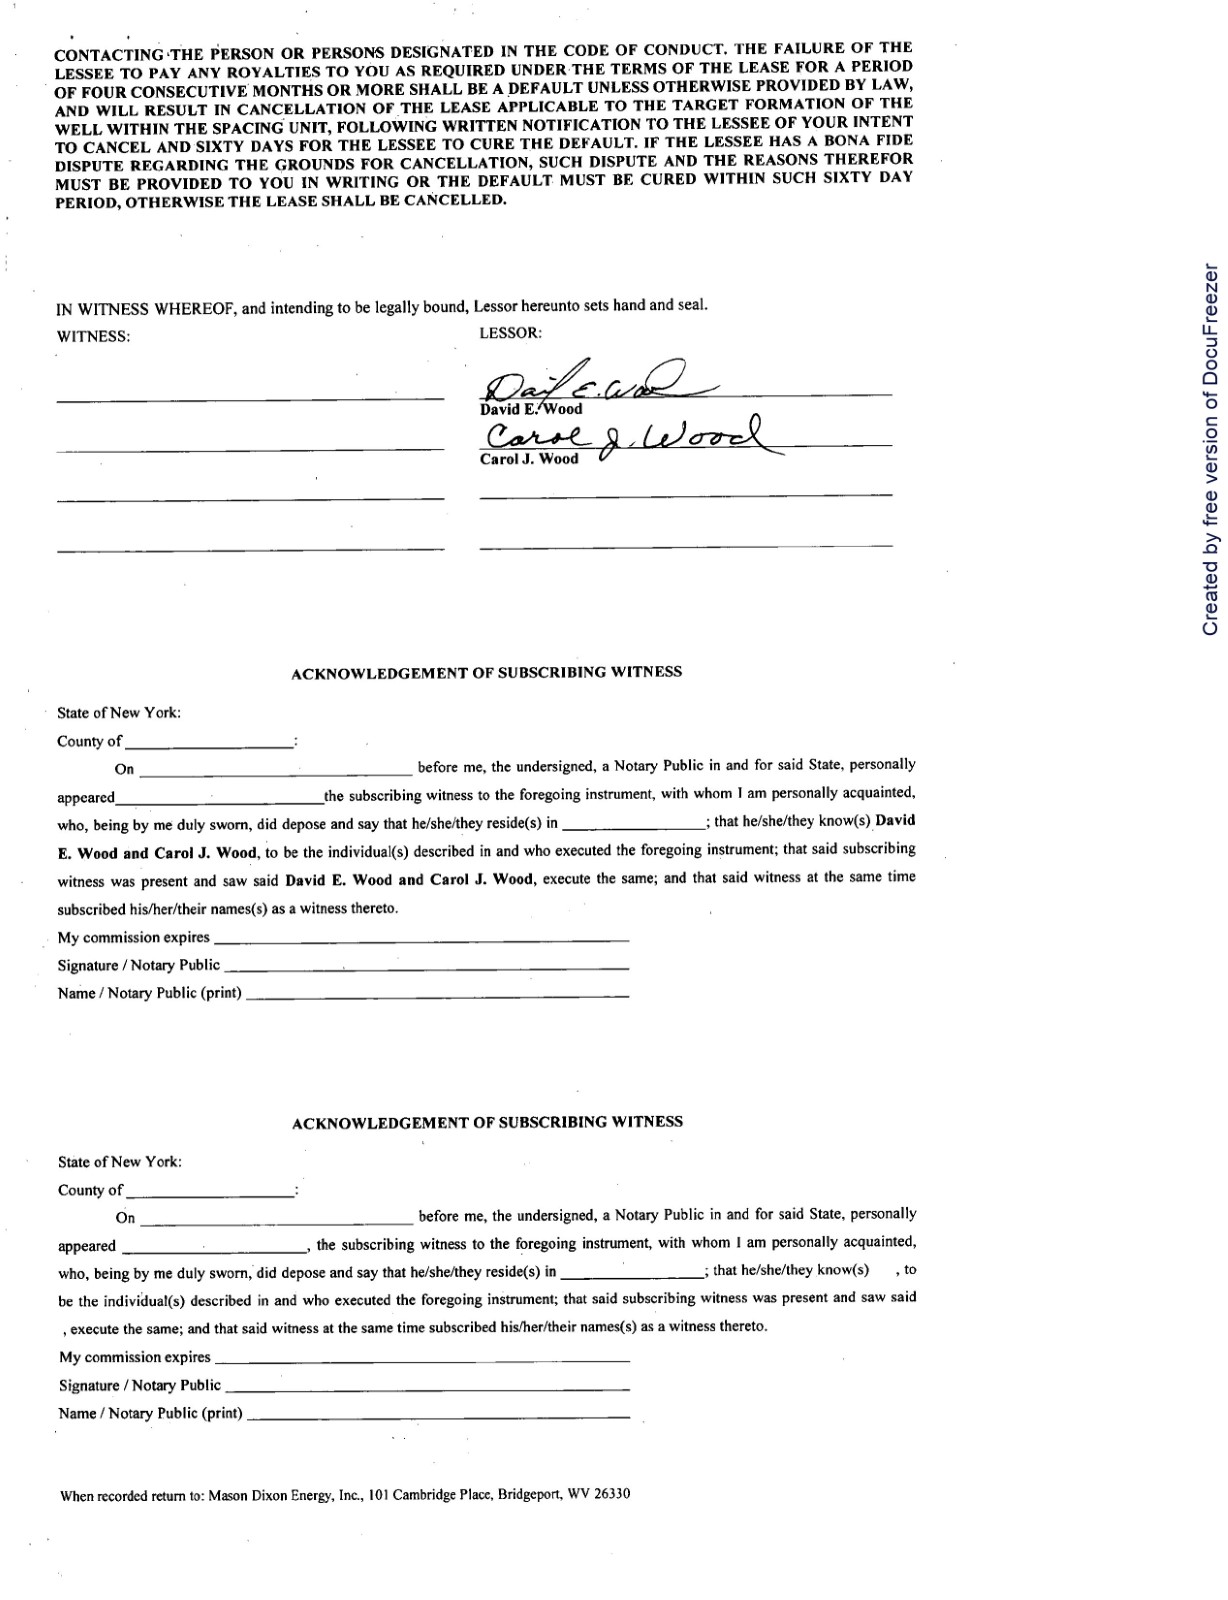 CONTACTING THE PERSON OR PERSONS DESIGNATED IN THE CODE OF CONDUCT. THE FAILURE OF THE
LESSEE TO PAY ANY ROYALTIES TO YOU AS REQUIRED UNDER THE TERMS OF THE LEASE FOR A PERIOD
OF FOUR CONSECUTIVE MONTHS OR MORE SHALL BE A DEFAULT UNLESS OTHERWISE PROVIDED BY LAW,
AND WILL RESULT IN CANCELLATION OF THE LEASE APPLICABLE TO THE TARGET FORMATION OF THE
WELL WITHIN THE SPACING UNIT, FOLLOWING WRITTEN NOTIFICATION TO THE LESSEE OF YOUR INTENT
TO CANCEL AND SIXTY DAYS FOR THE LESSEE TO CURE THE DEFAULT. IF THE LESSEE HAS A BONA FIDE
DISPUTE REGARDING THE GROUNDS FOR CANCELLATION, SUCH DISPUTE AND THE REASONS THEREFOR
MUST BE PROVIDED TO YOU IN WRITING OR THE DEFAULT MUST BE CURED WITHIN SUCH SIXTY DAY
PERIOD, OTHERWISE THE LEASE SHALL BE CANCELLED.
IN WITNESS WHEREOF, and intending to be legally bound, Lessor hereunto sets hand and seal.
WITNESS: LESSOR:
David E. Wood
David E. Wood
Carol J. Wood
Carol J. Wood
ACKNOWLEDGEMENT OF SUBSCRIBING WITNESS
State of New York:
County of ____________________:
On ____________________ before me, the undersigned, a Notary Public in and for said State, personally
appeared____________________the subscribing witness to the foregoing instrument, with whom I am personally acquainted,
who, being by me duly sworn, did depose and say that he/she/they reside(s) in ____________________; that he/she/they know(s) David
E. Wood and Carol J. Wood, to be the individual(s) described in and who executed the foregoing instrument; that said subscribing
witness was present and saw said David E. Wood and Carol J. Wood, execute the same; and that said witness at the same time
subscribed his/her/their names(s) as a witness thereto.
My commission expires ____________________
Signature / Notary Public ____________________
Name / Notary Public (print) ____________________
ACKNOWLEDGEMENT OF SUBSCRIBING WITNESS
State of New York:
County of ____________________:
On ____________________ before me, the undersigned, a Notary Public in and for said State, personally
appeared ____________________, the subscribing witness to the foregoing instrument, with whom I am personally acquainted,
who, being by me duly sworn, did depose and say that he/she/they reside(s) in ____________________; that he/she/they know(s) , to
be the individual(s) described in and who executed the foregoing instrument; that said subscribing witness was present and saw said
, execute the same; and that said witness at the same time subscribed his/her/their names(s) as a witness thereto.
My commission expires ____________________
Signature / Notary Public ____________________
Name / Notary Public (print) ____________________
When recorded return to: Mason Dixon Energy, Inc., 101 Cambridge Place, Bridgeport, WV 26330
Created by free version of DocuFreezer